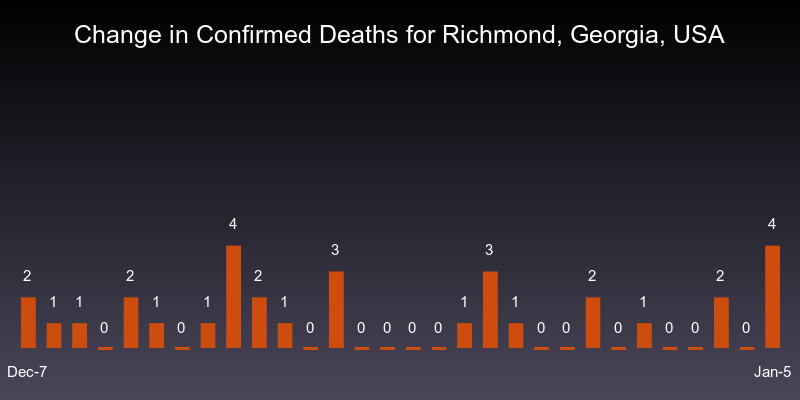 Change in Confirmed Deaths for Richmond, Georgia, USA
2 1 1 0 2 1 0 1 4 2 1 0 3 0 0 0 0 1 3 1 0 0 2 0 1 0 0 2 0 4
Dec-7 Jan-5